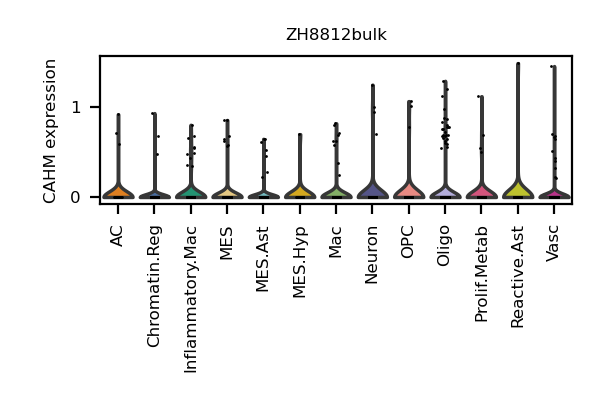 ZH8812bulk
CAHM expression
1
0
AC
Chromatin.Reg
Inflammatory.Mac
MES
MES.Ast
MES.Hyp
Mac
Neuron
OPC
Oligo
Prolif.Metab
Reactive.Ast
Vasc